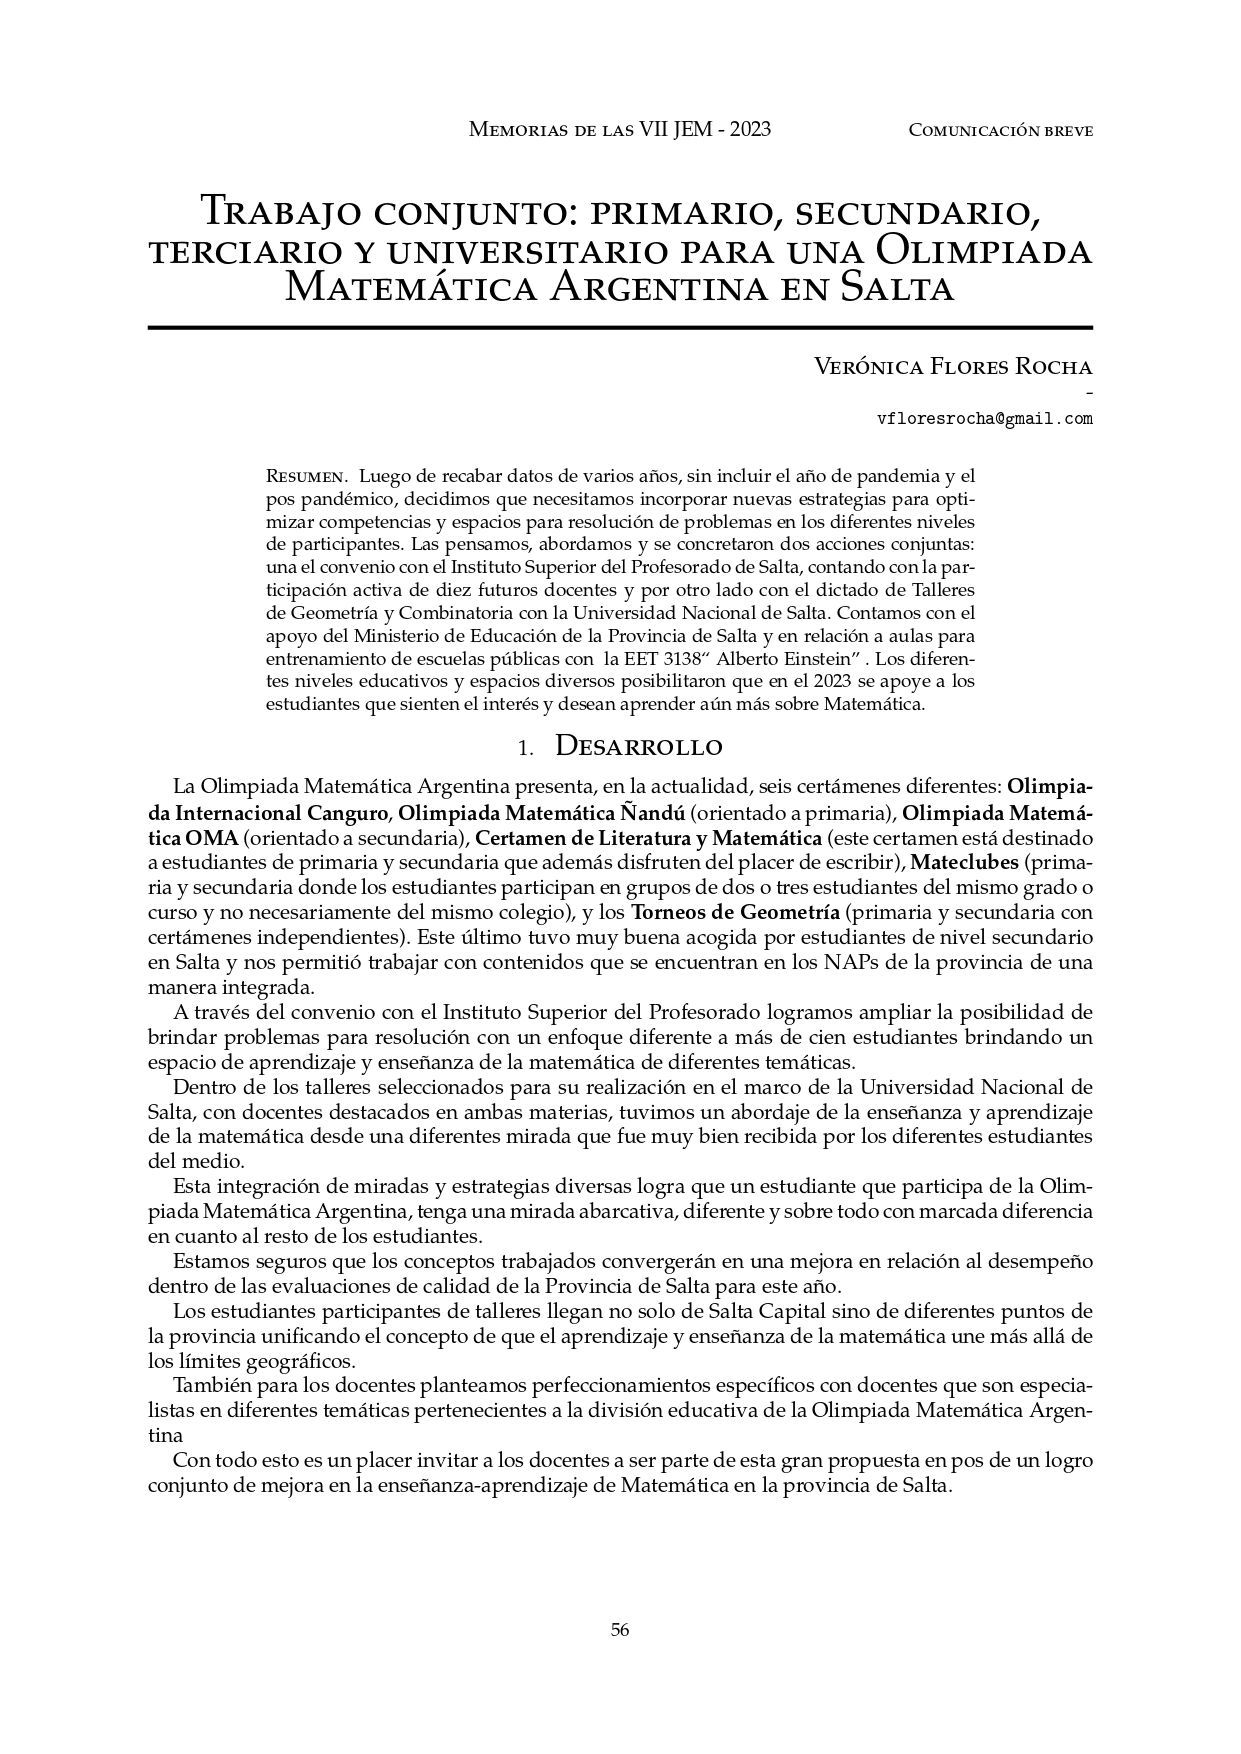 Memorias de las VII JEM - 2023 Comunicación breve
Trabajo conjunto: primario, secundario,
terciario y universitario para una Olimpiada
Matemática Argentina en Salta
Verónica Flores Rocha
-
vfloresrocha@gmail.com
Resumen. Luego de recabar datos de varios años, sin incluir el año de pandemia y el
pos pandémico, decidimos que necesitamos incorporar nuevas estrategias para opti-
mizar competencias y espacios para resolución de problemas en los diferentes niveles
de participantes. Las pensamos, abordamos y se concretaron dos acciones conjuntas:
una el convenio con el Instituto Superior del Profesorado de Salta, contando con la par-
ticipación activa de diez futuros docentes y por otro lado con el dictado de Talleres
de Geometría y Combinatoria con la Universidad Nacional de Salta. Contamos con el
apoyo del Ministerio de Educación de la Provincia de Salta y en relación a aulas para
entrenamiento de escuelas públicas con la EET 3138“ Alberto Einstein” . Los diferen-
tes niveles educativos y espacios diversos posibilitaron que en el 2023 se apoye a los
estudiantes que sienten el interés y desean aprender aún más sobre Matemática.
1. Desarrollo
La Olimpiada Matemática Argentina presenta, en la actualidad, seis certámenes diferentes: Olimpia-
da Internacional Canguro, Olimpiada Matemática Ñandú (orientado a primaria), Olimpiada Matemá-
tica OMA (orientado a secundaria), Certamen de Literatura y Matemática (este certamen está destinado
a estudiantes de primaria y secundaria que además disfruten del placer de escribir), Mateclubes (prima-
ria y secundaria donde los estudiantes participan en grupos de dos o tres estudiantes del mismo grado o
curso y no necesariamente del mismo colegio), y los Torneos de Geometría (primaria y secundaria con
certámenes independientes). Este último tuvo muy buena acogida por estudiantes de nivel secundario
en Salta y nos permitió trabajar con contenidos que se encuentran en los NAPs de la provincia de una
manera integrada.
A través del convenio con el Instituto Superior del Profesorado logramos ampliar la posibilidad de
brindar problemas para resolución con un enfoque diferente a más de cien estudiantes brindando un
espacio de aprendizaje y enseñanza de la matemática de diferentes temáticas.
Dentro de los talleres seleccionados para su realización en el marco de la Universidad Nacional de
Salta, con docentes destacados en ambas materias, tuvimos un abordaje de la enseñanza y aprendizaje
de la matemática desde una diferentes mirada que fue muy bien recibida por los diferentes estudiantes
del medio.
Esta integración de miradas y estrategias diversas logra que un estudiante que participa de la Olim-
piada Matemática Argentina, tenga una mirada abarcativa, diferente y sobre todo con marcada diferencia
en cuanto al resto de los estudiantes.
Estamos seguros que los conceptos trabajados convergerán en una mejora en relación al desempeño
dentro de las evaluaciones de calidad de la Provincia de Salta para este año.
Los estudiantes participantes de talleres llegan no solo de Salta Capital sino de diferentes puntos de
la provincia unificando el concepto de que el aprendizaje y enseñanza de la matemática une más allá de
los límites geográficos.
También para los docentes planteamos perfeccionamientos específicos con docentes que son especia-
listas en diferentes temáticas pertenecientes a la división educativa de la Olimpiada Matemática Argen-
tina
Con todo esto es un placer invitar a los docentes a ser parte de esta gran propuesta en pos de un logro
conjunto de mejora en la enseñanza-aprendizaje de Matemática en la provincia de Salta.
56